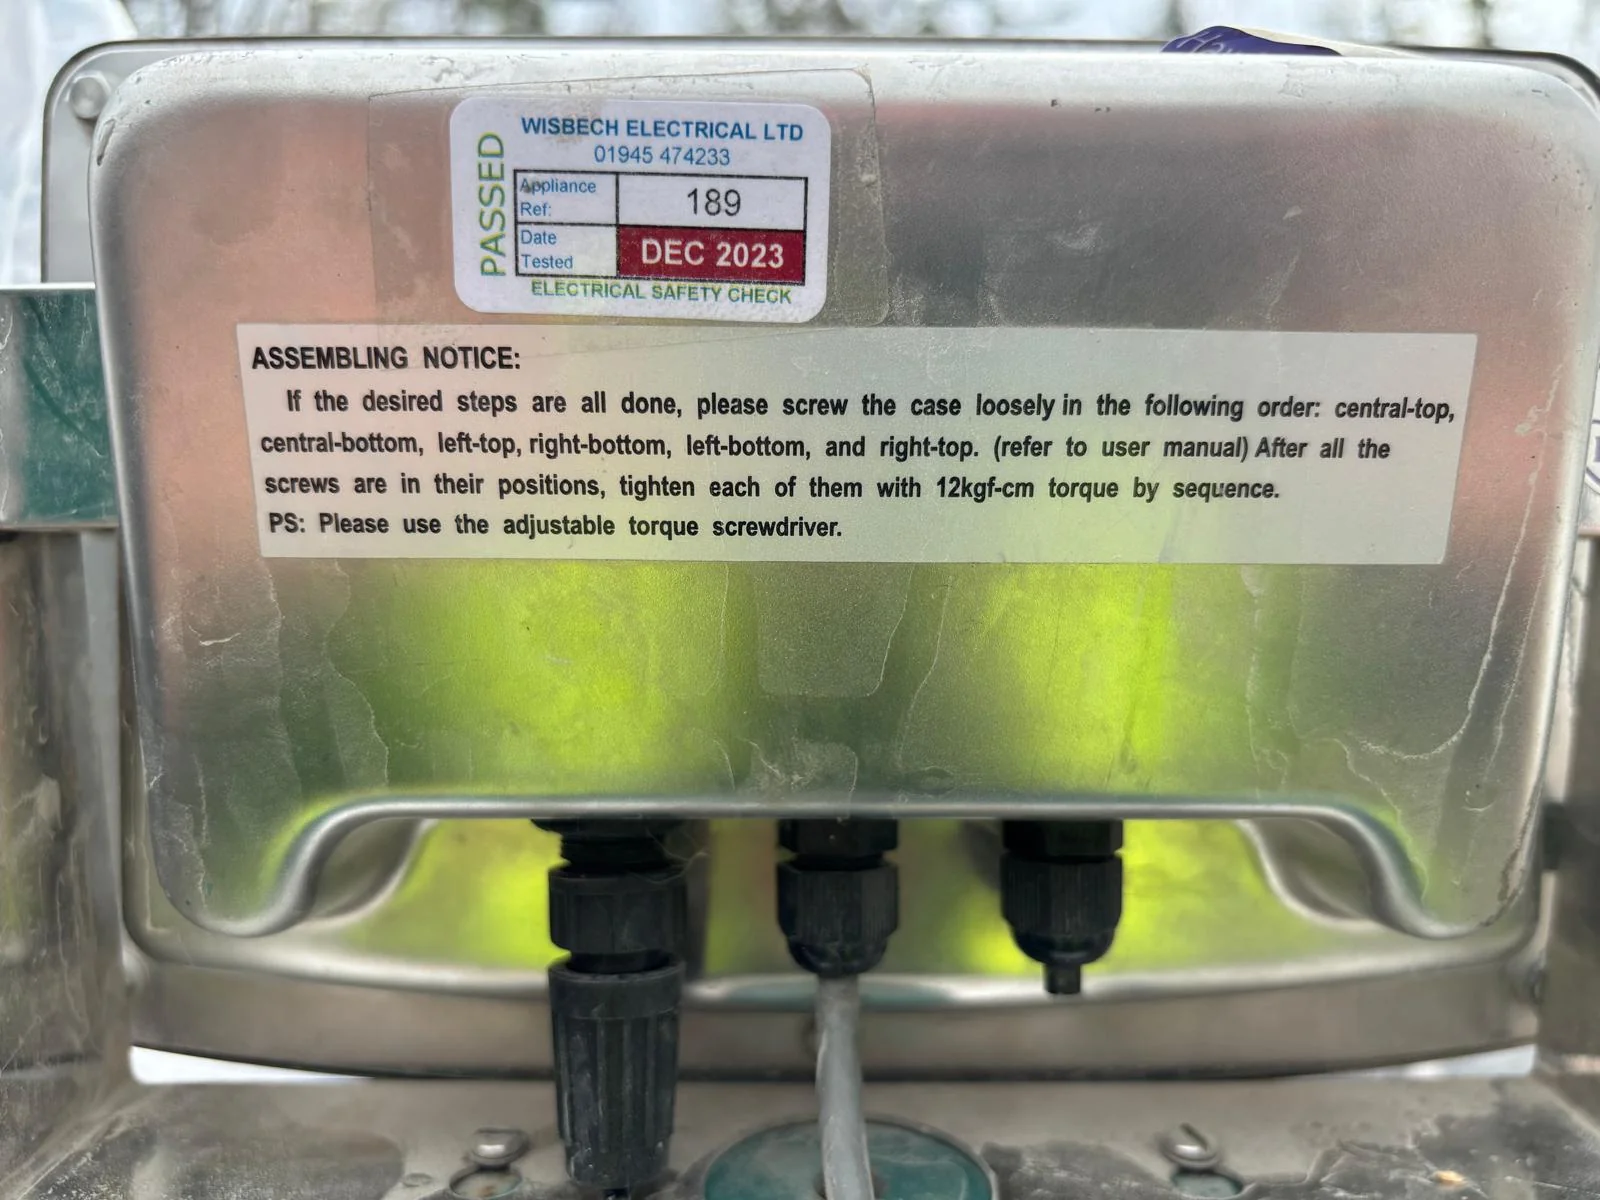 WISBECH ELECTRICAL LTD
01945 474233
PASSED
Appliance Ref: 189
Date Tested DEC 2023
ELECTRICAL SAFETY CHECK
ASSEMBLING NOTICE:
If the desired steps are all done, please screw the case loosely in the following order: central-top,
central-bottom, left-top, right-bottom, left-bottom, and right-top. (refer to user manual) After all the
screws are in their positions, tighten each of them with 12kgf-cm torque by sequence.
PS: Please use the adjustable torque screwdriver.